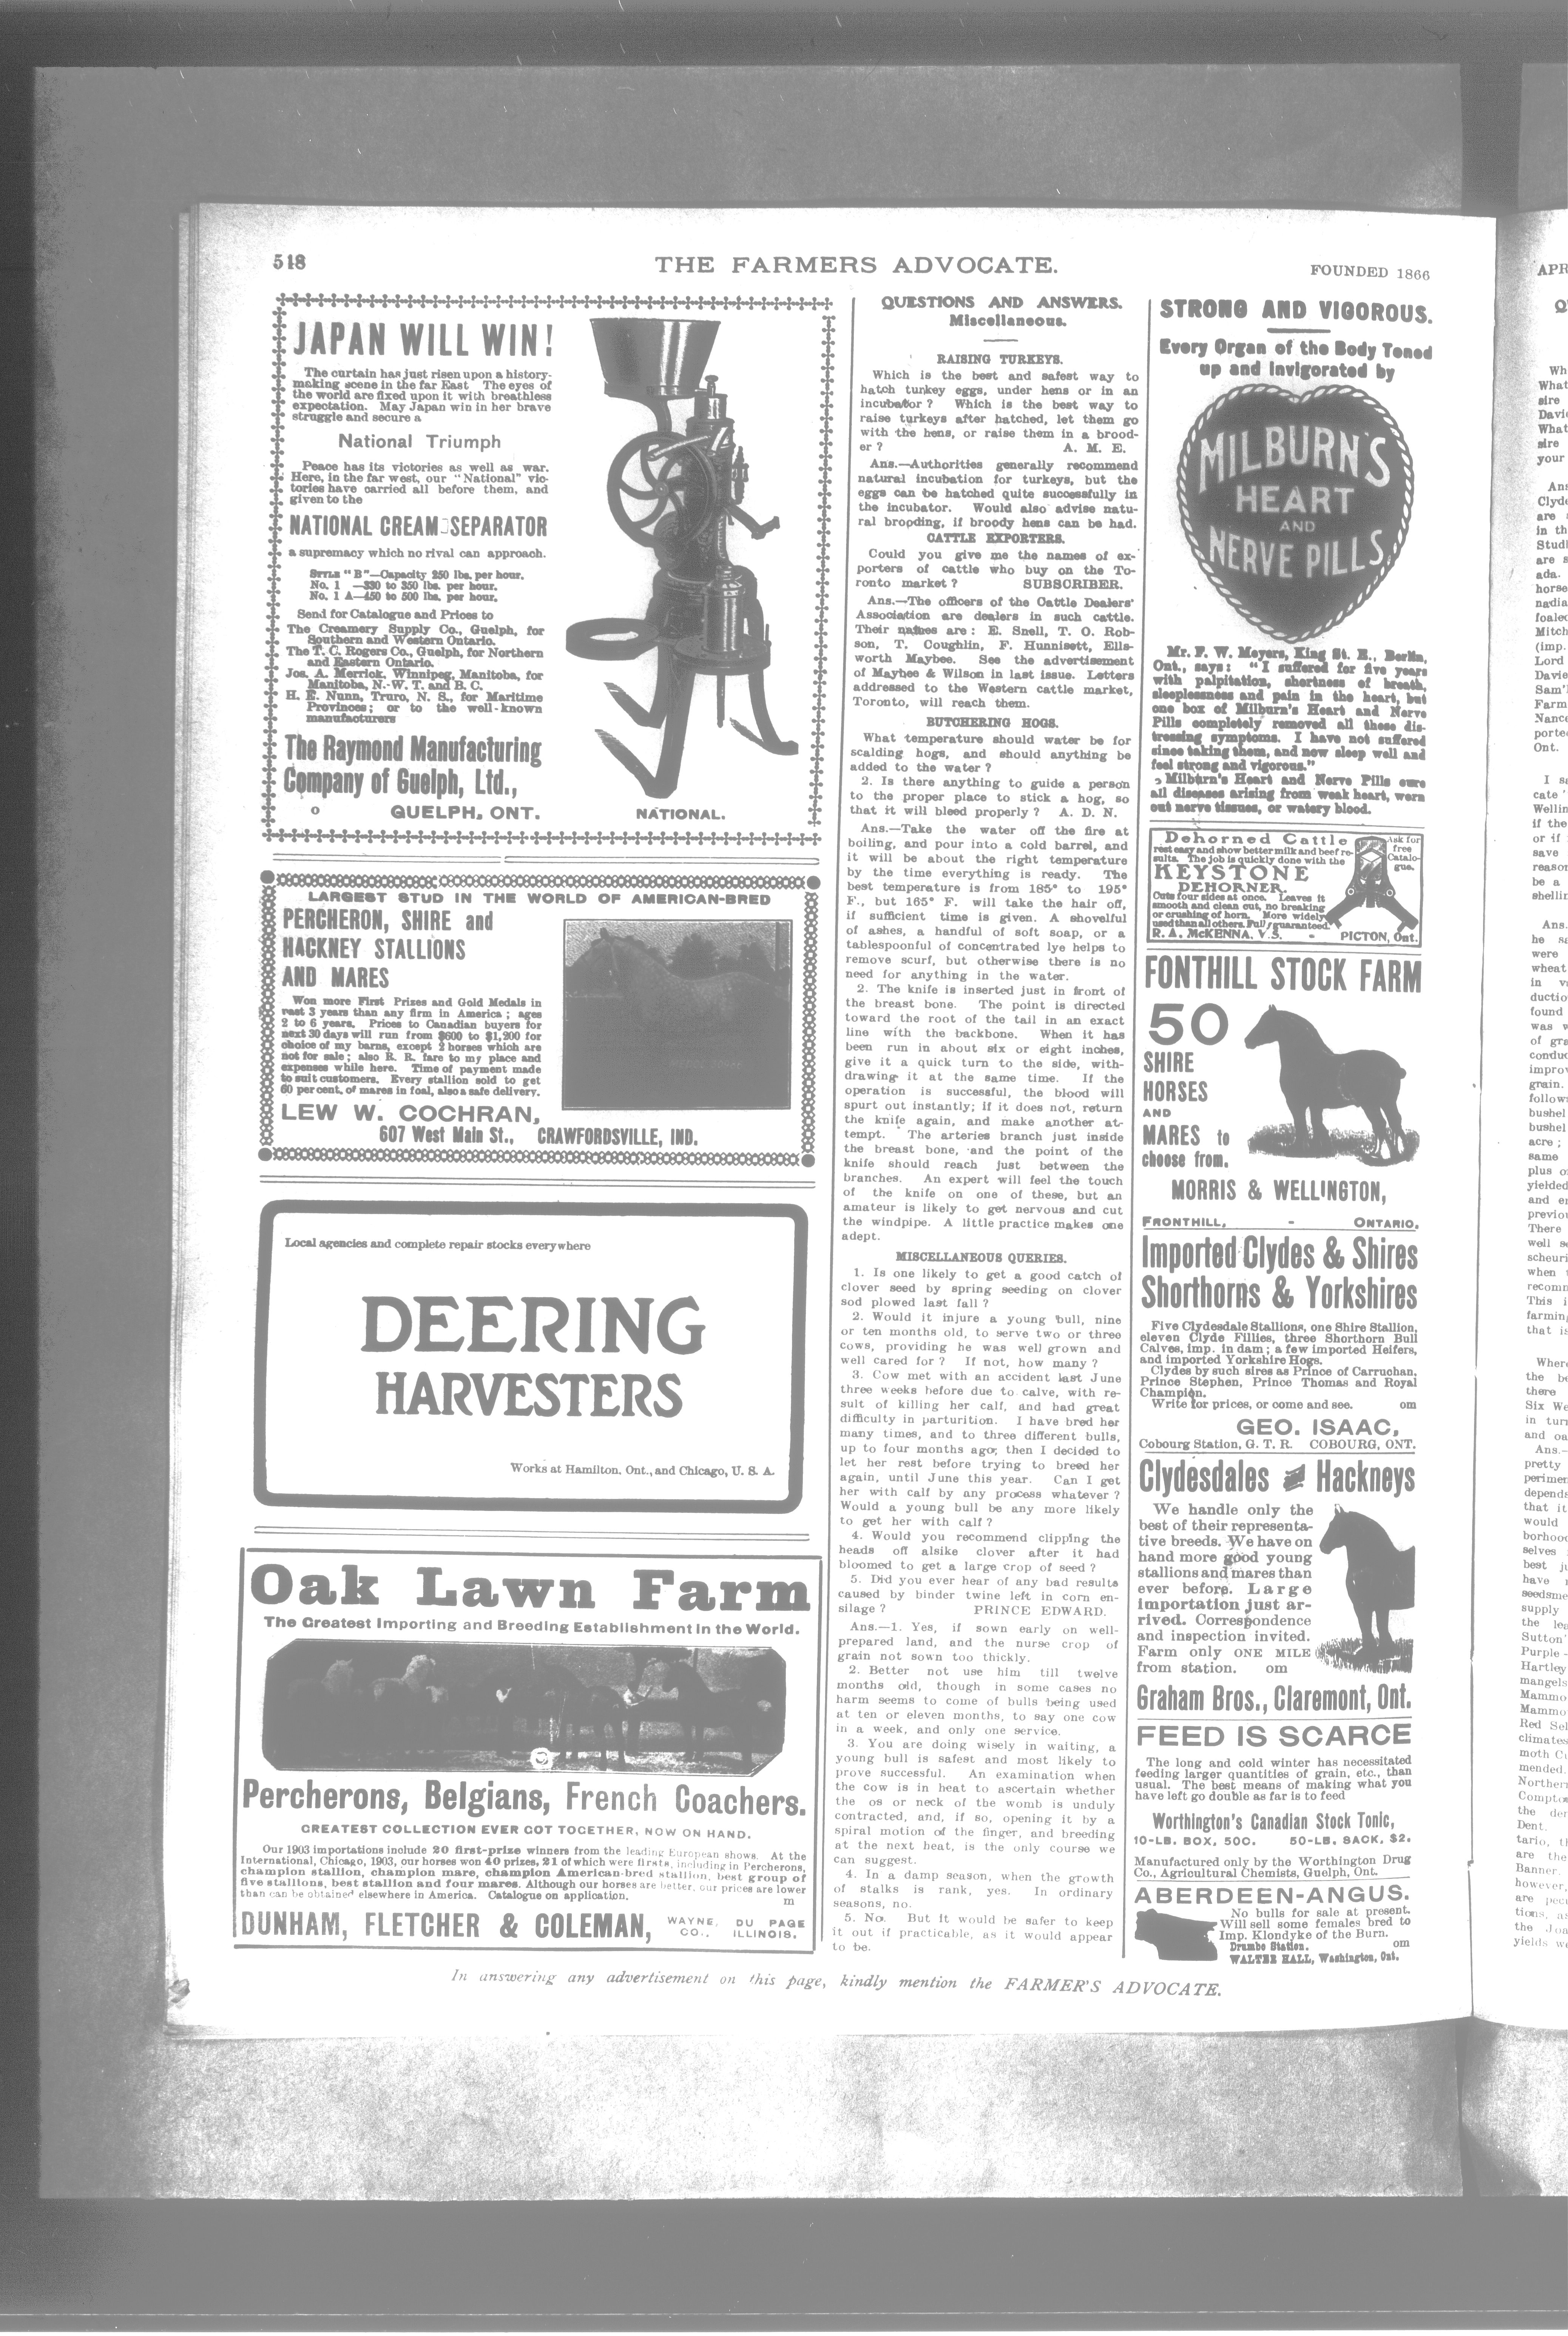 518
THE FARMERS ADVOCATE.
FOUNDED 1866
JAPAN WILL WIN!
The curtain has just risen upon a history-
making scene in the far East The eyes of
the world are fixed upon it with breathless
expectation. May Japan win in her brave
struggle and secure a
National Triumph
Peace has its victories as well as war.
Here, in the far west, our "National" vic-
tories have carried all before them, and
given to the
NATIONAL CREAM SEPARATOR
a supremacy which no rival can approach.
STYLE "B"—Capacity 250 lbs. per hour.
No. 1 —330 to 350 lbs. per hour.
No. 1 A—450 to 500 lbs. per hour.
Send for Catalogue and Prices to
The Creamery Supply Co., Guelph, for
Southern and Western Ontario.
The T. C. Rogers Co., Guelph, for Northern
and Eastern Ontario.
Jos. A. Merrick, Winnipeg, Manitoba, for
Manitoba, N.-W. T. and B. C.
H. E. Nunn, Truro, N. S., for Maritime
Provinces; or to the well-known
manufacturers
The Raymond Manufacturing
Company of Guelph, Ltd.,
o GUELPH, ONT.
NATIONAL.
LARGEST STUD IN THE WORLD OF AMERICAN-BRED
PERCHERON, SHIRE and
HACKNEY STALLIONS
AND MARES
Won more First Prizes and Gold Medals in
past 3 years than any firm in America; ages
2 to 6 years. Prices to Canadian buyers for
next 30 days will run from $600 to $1,200 for
choice of my barns, except 2 horses which are
not for sale; also R. R. fare to my place and
expenses while here. Time of payment made
to suit customers. Every stallion sold to get
60 per cent. of mares in foal, also a safe delivery.
LEW W. COCHRAN,
607 West Main St., CRAWFORDSVILLE, IND.
Local agencies and complete repair stocks everywhere
DEERING
HARVESTERS
Works at Hamilton, Ont., and Chicago, U. S. A.
Oak Lawn Farm
The Greatest Importing and Breeding Establishment in the World.
Percherons, Belgians, French Coachers.
GREATEST COLLECTION EVER GOT TOGETHER, NOW ON HAND.
Our 1903 importations include 20 first-prize winners from the leading European shows. At the
International, Chicago, 1903, our horses won 40 prizes, 21 of which were firsts, including in Percherons,
champion stallion, champion mare, champion American-bred stallion, best group of
five stallions, best stallion and four mares. Although our horses are better, our prices are lower
than can be obtained elsewhere in America. Catalogue on application.
m
DUNHAM, FLETCHER & COLEMAN, WAYNE, DU PAGE
CO., ILLINOIS.
QUESTIONS AND ANSWERS.
Miscellaneous.
RAISING TURKEYS.
Which is the best and safest way to
hatch turkey eggs, under hens or in an
incubator? Which is the best way to
raise turkeys after hatched, let them go
with the hens, or raise them in a brood-
er? A. M. E.
Ans.—Authorities generally recommend
natural incubation for turkeys, but the
eggs can be hatched quite successfully in
the incubator. Would also advise natu-
ral brooding, if broody hens can be had.
CATTLE EXPORTERS.
Could you give me the names of ex-
porters of cattle who buy on the To-
ronto market? SUBSCRIBER.
Ans.—The officers of the Cattle Dealers'
Association are dealers in such cattle.
Their names are: E. Snell, T. O. Rob-
son, T. Coughlin, F. Hunnisett, Ells-
worth Maybee. See the advertisement
of Maybee & Wilson in last issue. Letters
addressed to the Western cattle market,
Toronto, will reach them.
BUTCHERING HOGS.
What temperature should water be for
scalding hogs, and should anything be
added to the water?
2. Is there anything to guide a person
to the proper place to stick a hog, so
that it will bleed properly? A. D. N.
Ans.—Take the water off the fire at
boiling, and pour into a cold barrel, and
it will be about the right temperature
by the time everything is ready. The
best temperature is from 185° to 195°
F., but 165° F. will take the hair off,
if sufficient time is given. A shovelful
of ashes, a handful of soft soap, or a
tablespoonful of concentrated lye helps to
remove scurf, but otherwise there is no
need for anything in the water.
2. The knife is inserted just in front of
the breast bone. The point is directed
toward the root of the tail in an exact
line with the backbone. When it has
been run in about six or eight inches,
give it a quick turn to the side, with-
drawing it at the same time. If the
operation is successful, the blood will
spurt out instantly; if it does not, return
the knife again, and make another at-
tempt. The arteries branch just inside
the breast bone, and the point of the
knife should reach just between the
branches. An expert will feel the touch
of the knife on one of these, but an
amateur is likely to get nervous and cut
the windpipe. A little practice makes one
adept.
MISCELLANEOUS QUERIES.
1. Is one likely to get a good catch of
clover seed by spring seeding on clover
sod plowed last fall?
2. Would it injure a young bull, nine
or ten months old, to serve two or three
cows, providing he was well grown and
well cared for? If not, how many?
3. Cow met with an accident last June
three weeks before due to calve, with re-
sult of killing her calf, and had great
difficulty in parturition. I have bred her
many times, and to three different bulls,
up to four months ago; then I decided to
let her rest before trying to breed her
again, until June this year. Can I get
her with calf by any process whatever?
Would a young bull be any more likely
to get her with calf?
4. Would you recommend clipping the
heads off alsike clover after it had
bloomed to get a large crop of seed?
5. Did you ever hear of any bad results
caused by binder twine left in corn en-
silage? PRINCE EDWARD.
Ans.—1. Yes, if sown early on well-
prepared land, and the nurse crop of
grain not sown too thickly.
2. Better not use him till twelve
months old, though in some cases no
harm seems to come of bulls being used
at ten or eleven months, to say one cow
in a week, and only one service.
3. You are doing wisely in waiting, a
young bull is safest and most likely to
prove successful. An examination when
the cow is in heat to ascertain whether
the os or neck of the womb is unduly
contracted, and, if so, opening it by a
spiral motion of the finger, and breeding
at the next heat, is the only course we
can suggest.
4. In a damp season, when the growth
of stalks is rank, yes. In ordinary
seasons, no.
5. No. But it would be safer to keep
it out if practicable, as it would appear
to be.
STRONG AND VIGOROUS.
Every Organ of the Body Toned
up and Invigorated by
MILBURN'S
HEART
AND
NERVE PILLS.
Mr. F. W. Meyers, King St. E., Berlin,
Ont., says: "I suffered for five years
with palpitation, shortness of breath,
sleeplessness and pain in the heart, but
one box of Milburn's Heart and Nerve
Pills completely removed all these dis-
tressing symptoms. I have not suffered
since taking them, and now sleep well and
feel strong and vigorous."
Milburn's Heart and Nerve Pills cure
all diseases arising from weak heart, worn
out nerve tissues, or watery blood.
Dehorned Cattle
rest easy and show better milk and beef re-
sults. The job is quickly done with the
KEYSTONE
DEHORNER.
Cuts four sides at once. Leaves it
smooth and clean cut, no breaking
or crushing of horn. More widely
used than all others. Fully guaranteed.
R. A. McKENNA, V.S. - PICTON, Ont.
Ask for
free
Catalo-
gue.
FONTHILL STOCK FARM
50
SHIRE
HORSES
AND
MARES to
choose from.
MORRIS & WELLINGTON,
FRONTHILL, - ONTARIO.
Imported Clydes & Shires
Shorthorns & Yorkshires
Five Clydesdale Stallions, one Shire Stallion,
eleven Clyde Fillies, three Shorthorn Bull
Calves, imp. in dam; a few imported Heifers,
and imported Yorkshire Hogs.
Clydes by such sires as Prince of Carruchan,
Prince Stephen, Prince Thomas and Royal
Champion.
Write for prices, or come and see. om
GEO. ISAAC,
Cobourg Station, G. T. R. COBOURG, ONT.
Clydesdales and Hackneys
We handle only the
best of their representa-
tive breeds. We have on
hand more good young
stallions and mares than
ever before. Large
importation just ar-
rived. Correspondence
and inspection invited.
Farm only ONE MILE
from station. om
Graham Bros., Claremont, Ont.
FEED IS SCARCE
The long and cold winter has necessitated
feeding larger quantities of grain, etc., than
usual. The best means of making what you
have left go double as far is to feed
Worthington's Canadian Stock Tonic,
10-LB. BOX, 50C. 50-LB. SACK, $2.
Manufactured only by the Worthington Drug
Co., Agricultural Chemists, Guelph, Ont.
ABERDEEN-ANGUS.
No bulls for sale at present.
Will sell some females bred to
Imp. Klondyke of the Burn.
Drumbo Station. om
WALTER HALL, Washington, Ont.
In answering any advertisement on this page, kindly mention the FARMER'S ADVOCATE.